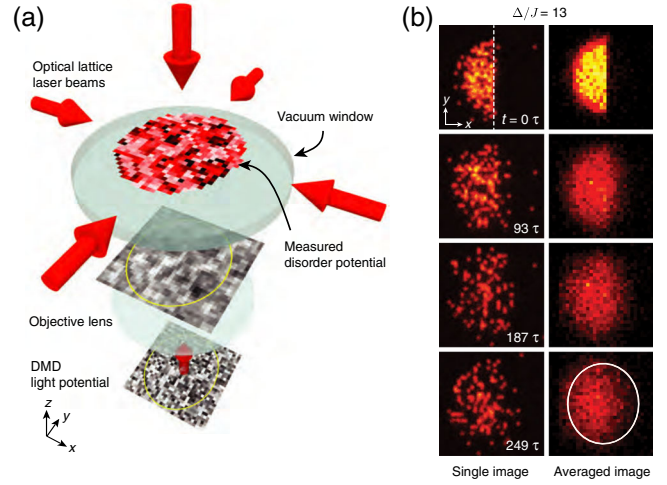 (a)
Optical lattice
laser beams
Vacuum window
Measured
disorder potential
Objective lens
DMD
light potential
z
y
x
(b)
Δ/J = 13
y
x
t = 0 τ
93 τ
187 τ
249 τ
Single image
Averaged image